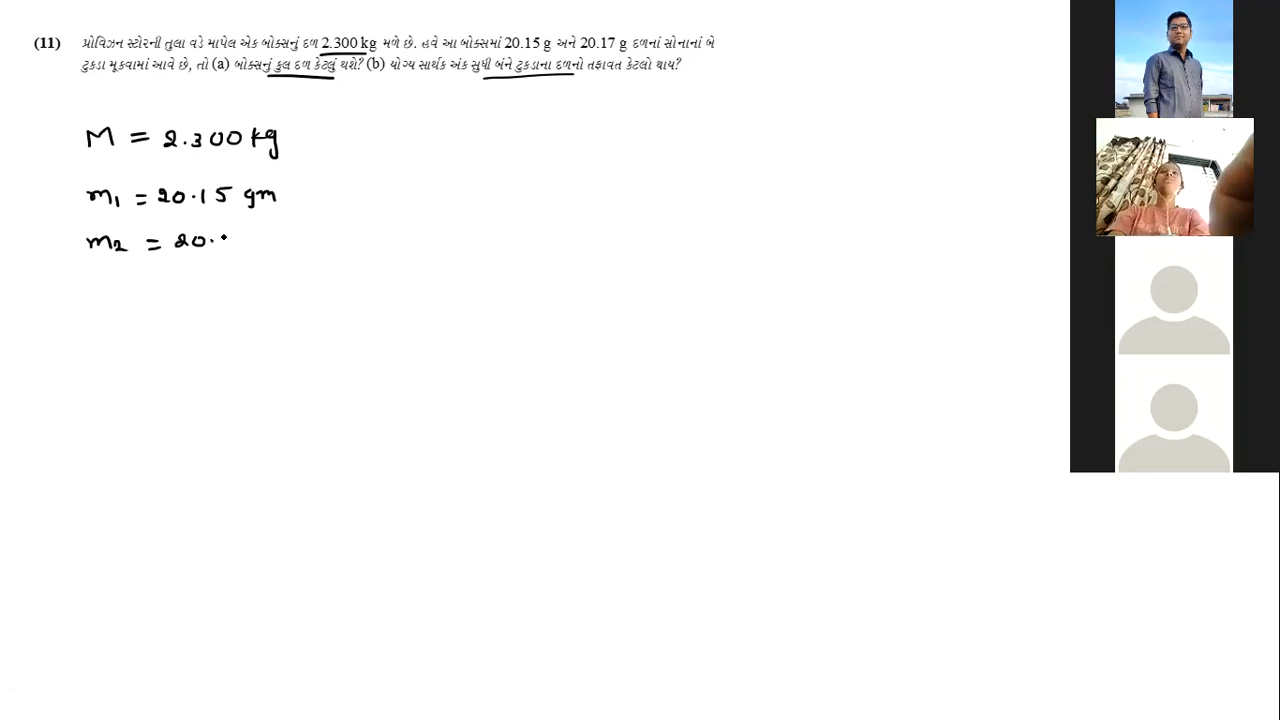 (11) પ્રોવિઝન સ્ટોરની તુલા વડે માપેલ એક બોક્સનું દળ 2.300 kg મળે છે. હવે આ બોક્સમાં 20.15 g અને 20.17 g દળનાં સોનાનાં બે
ટુકડા મૂકવામાં આવે છે, તો (a) બોક્સનું કુલ દળ કેટલું થશે? (b) યોગ્ય સાર્થક અંક સુધી બંને ટુકડાના દળનો તફાવત કેટલો થાય?
M = 2.300 kg
m1 = 20.15 gm
m2 = 20.